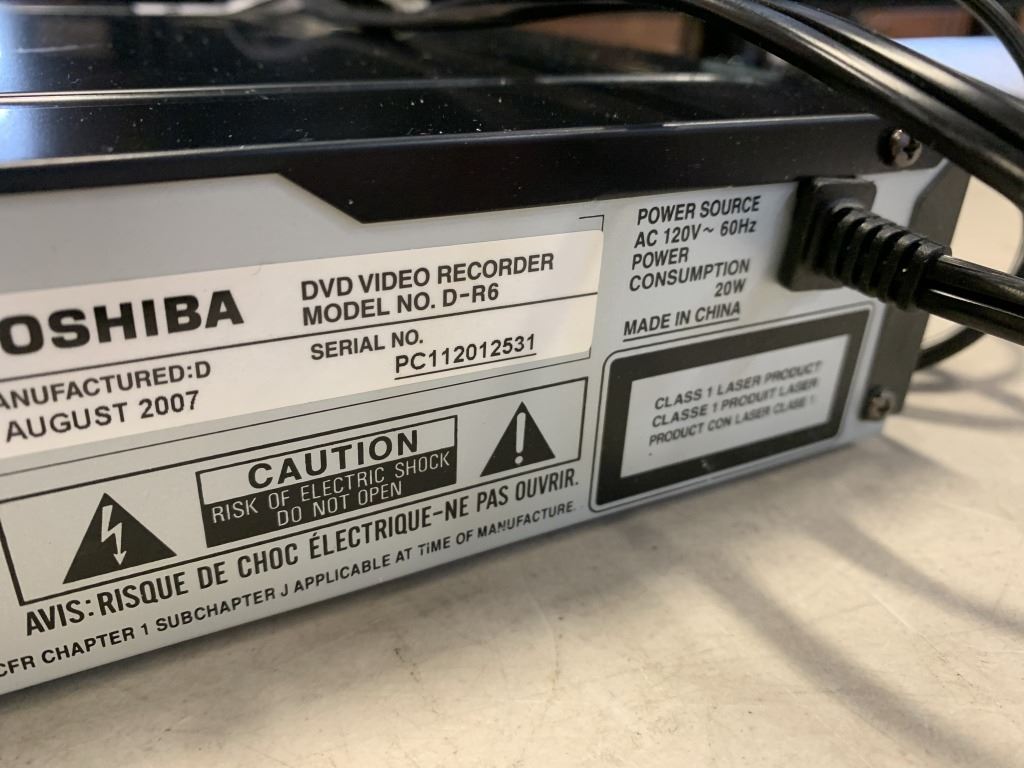 OSHIBA
DVD VIDEO RECORDER
MODEL NO. D-R6
ANUFACTURED:D
AUGUST 2007
SERIAL NO.
PC112012531
POWER SOURCE
AC 120V~ 60Hz
POWER
CONSUMPTION
20W
MADE IN CHINA
CLASS 1 LASER PRODUCT
CLASSE 1 PRODUIT LASER
PRODUCT CON LASER CLASE 1
CAUTION
RISK OF ELECTRIC SHOCK
DO NOT OPEN
AVIS: RISQUE DE CHOC ÉLECTRIQUE-NE PAS OUVRIR.
CFR CHAPTER 1 SUBCHAPTER J APPLICABLE AT TiME OF MANUFACTURE.